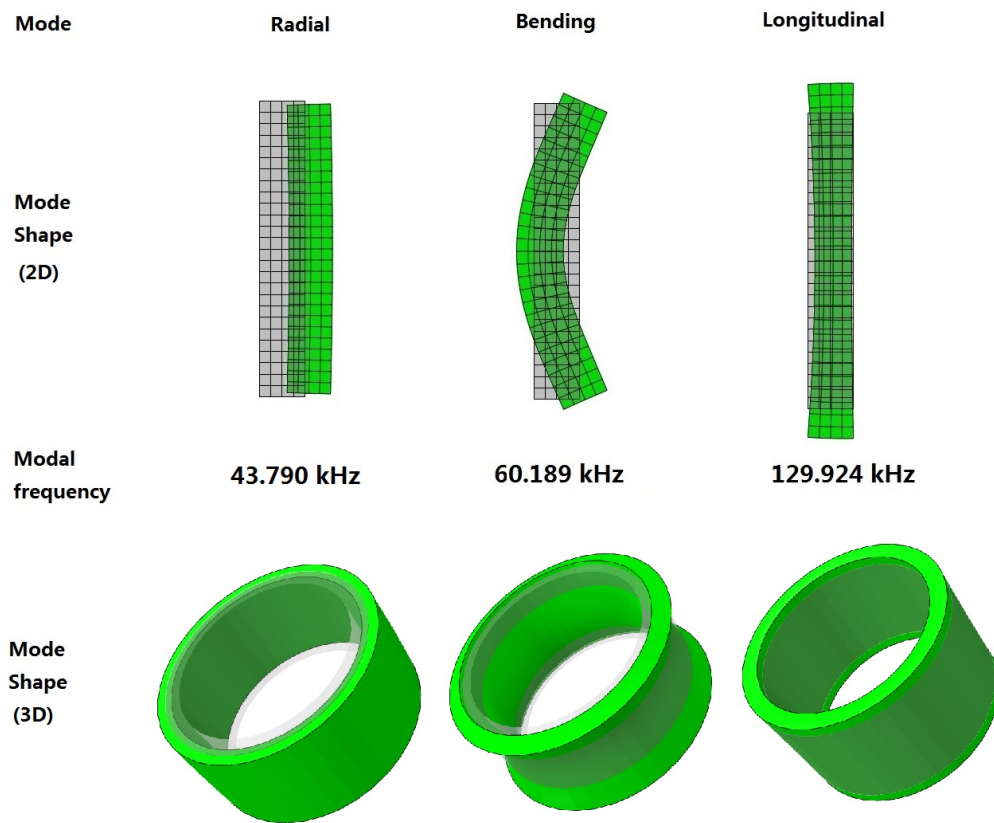 Mode Radial Bending Longitudinal
Mode
Shape
(2D)
Modal
frequency
43.790 kHz 60.189 kHz 129.924 kHz
Mode
Shape
(3D)